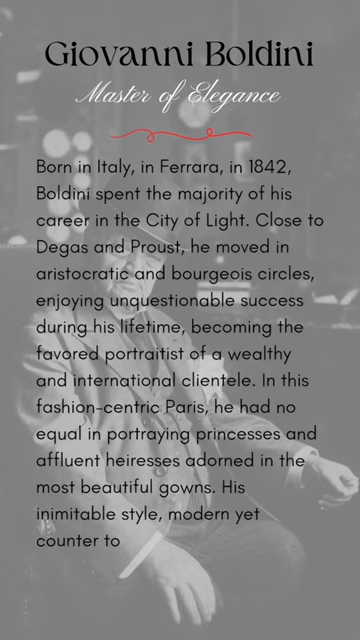 Giovanni Boldini
Master of Elegance
Born in Italy, in Ferrara, in 1842,
Boldini spent the majority of his
career in the City of Light. Close to
Degas and Proust, he moved in
aristocratic and bourgeois circles,
enjoying unquestionable success
during his lifetime, becoming the
favored portraitist of a wealthy
and international clientele. In this
fashion-centric Paris, he had no
equal in portraying princesses and
affluent heiresses adorned in the
most beautiful gowns. His
inimitable style, modern yet
counter to